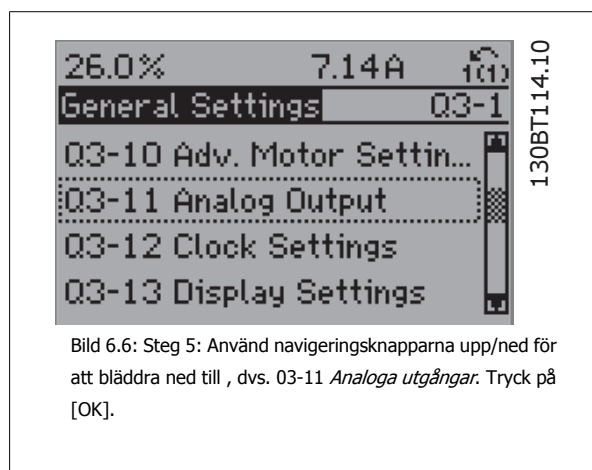 26.0% 7.14A 1(1)
General Settings Q3-1
Q3-10 Adv. Motor Settin...
Q3-11 Analog Output
Q3-12 Clock Settings
Q3-13 Display Settings
130BT114.10
Bild 6.6: Steg 5: Använd navigeringsknapparna upp/ned för
att bläddra ned till , dvs. 03-11 Analoga utgångar. Tryck på
[OK].